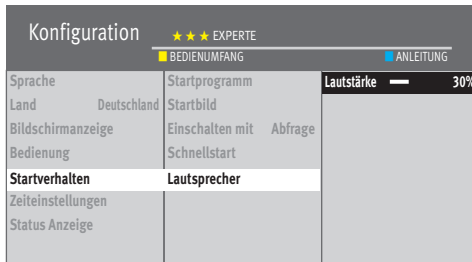 Konfiguration
★ ★ ★ EXPERTE
BEDIENUMFANG
ANLEITUNG
Sprache
Land Deutschland
Bildschirmanzeige
Bedienung
Startverhalten
Zeiteinstellungen
Status Anzeige
Startprogramm
Startbild
Einschalten mit Abfrage
Schnellstart
Lautsprecher
Lautstärke 30%